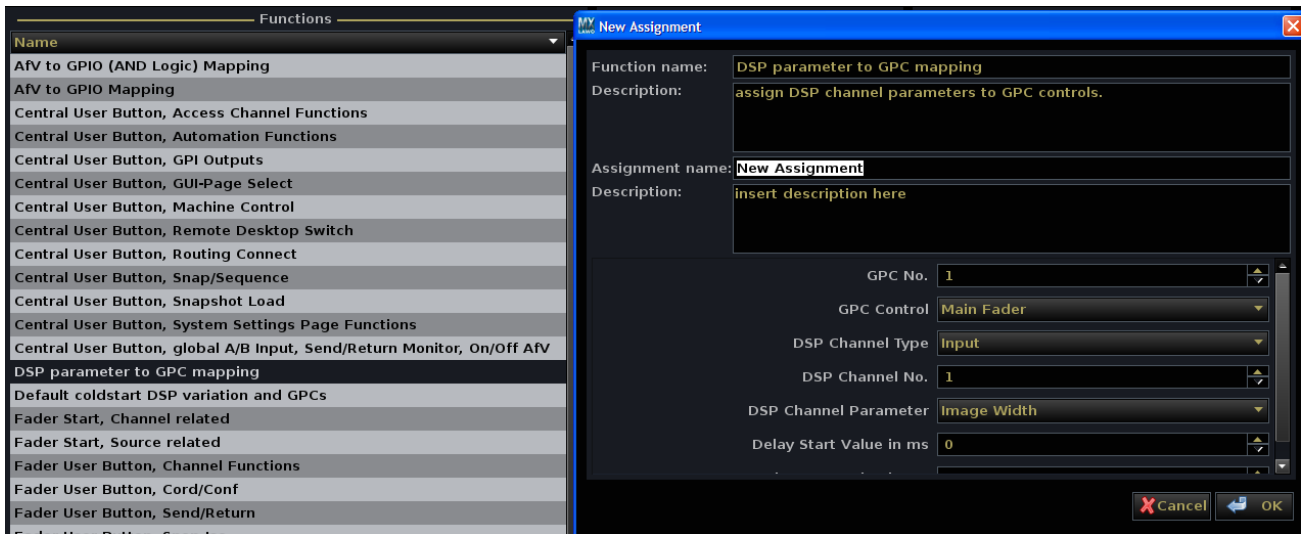 Functions
Name
AfV to GPIO (AND Logic) Mapping
AfV to GPIO Mapping
Central User Button, Access Channel Functions
Central User Button, Automation Functions
Central User Button, GPI Outputs
Central User Button, GUI-Page Select
Central User Button, Machine Control
Central User Button, Remote Desktop Switch
Central User Button, Routing Connect
Central User Button, Snap/Sequence
Central User Button, Snapshot Load
Central User Button, System Settings Page Functions
Central User Button, global A/B Input, Send/Return Monitor, On/Off AfV
DSP parameter to GPC mapping
Default coldstart DSP variation and GPCs
Fader Start, Channel related
Fader Start, Source related
Fader User Button, Channel Functions
Fader User Button, Cord/Conf
Fader User Button, Send/Return
MX LAWO New Assignment
Function name: DSP parameter to GPC mapping
Description: assign DSP channel parameters to GPC controls.
Assignment name: New Assignment
Description: insert description here
GPC No. 1
GPC Control Main Fader
DSP Channel Type Input
DSP Channel No. 1
DSP Channel Parameter Image Width
Delay Start Value in ms 0
Cancel OK